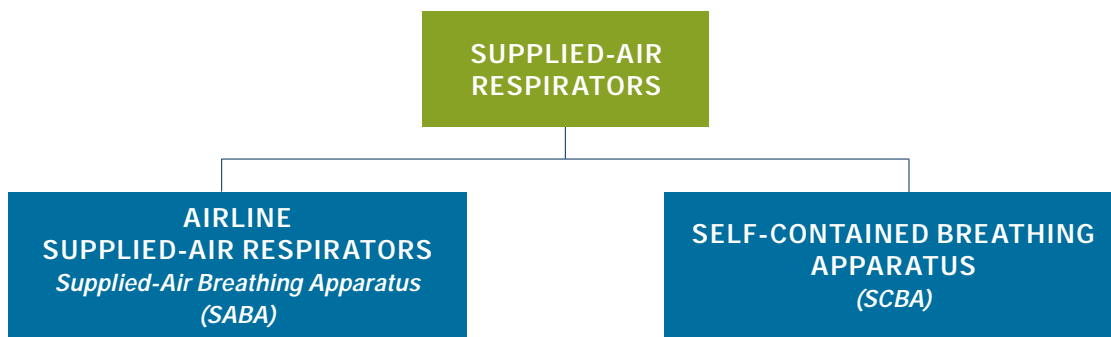 SUPPLIED-AIR
RESPIRATORS
AIRLINE
SUPPLIED-AIR RESPIRATORS
Supplied-Air Breathing Apparatus
(SABA)
SELF-CONTAINED BREATHING
APPARATUS
(SCBA)